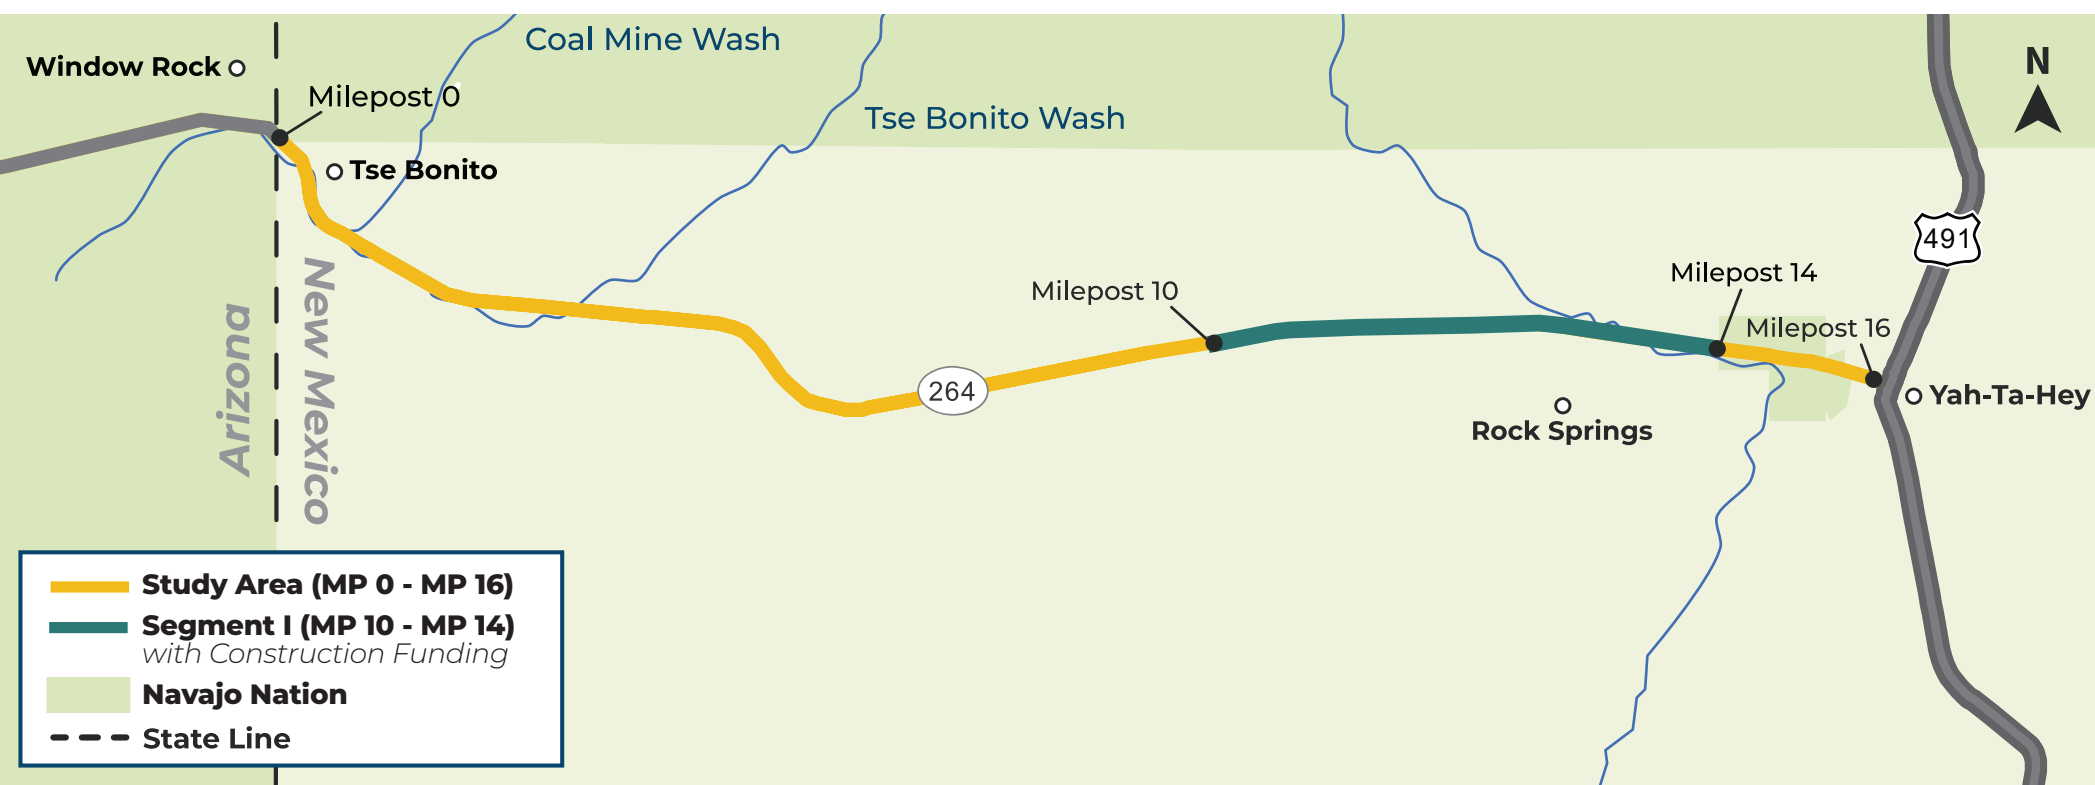 Coal Mine Wash
N
Window Rock
Milepost 0
Tse Bonito Wash
Tse Bonito
491
Milepost 14
Milepost 10
Milepost 16
Arizona
New Mexico
264
Yah-Ta-Hey
Rock Springs
Study Area (MP 0 - MP 16)
Segment I (MP 10 - MP 14)
with Construction Funding
Navajo Nation
State Line